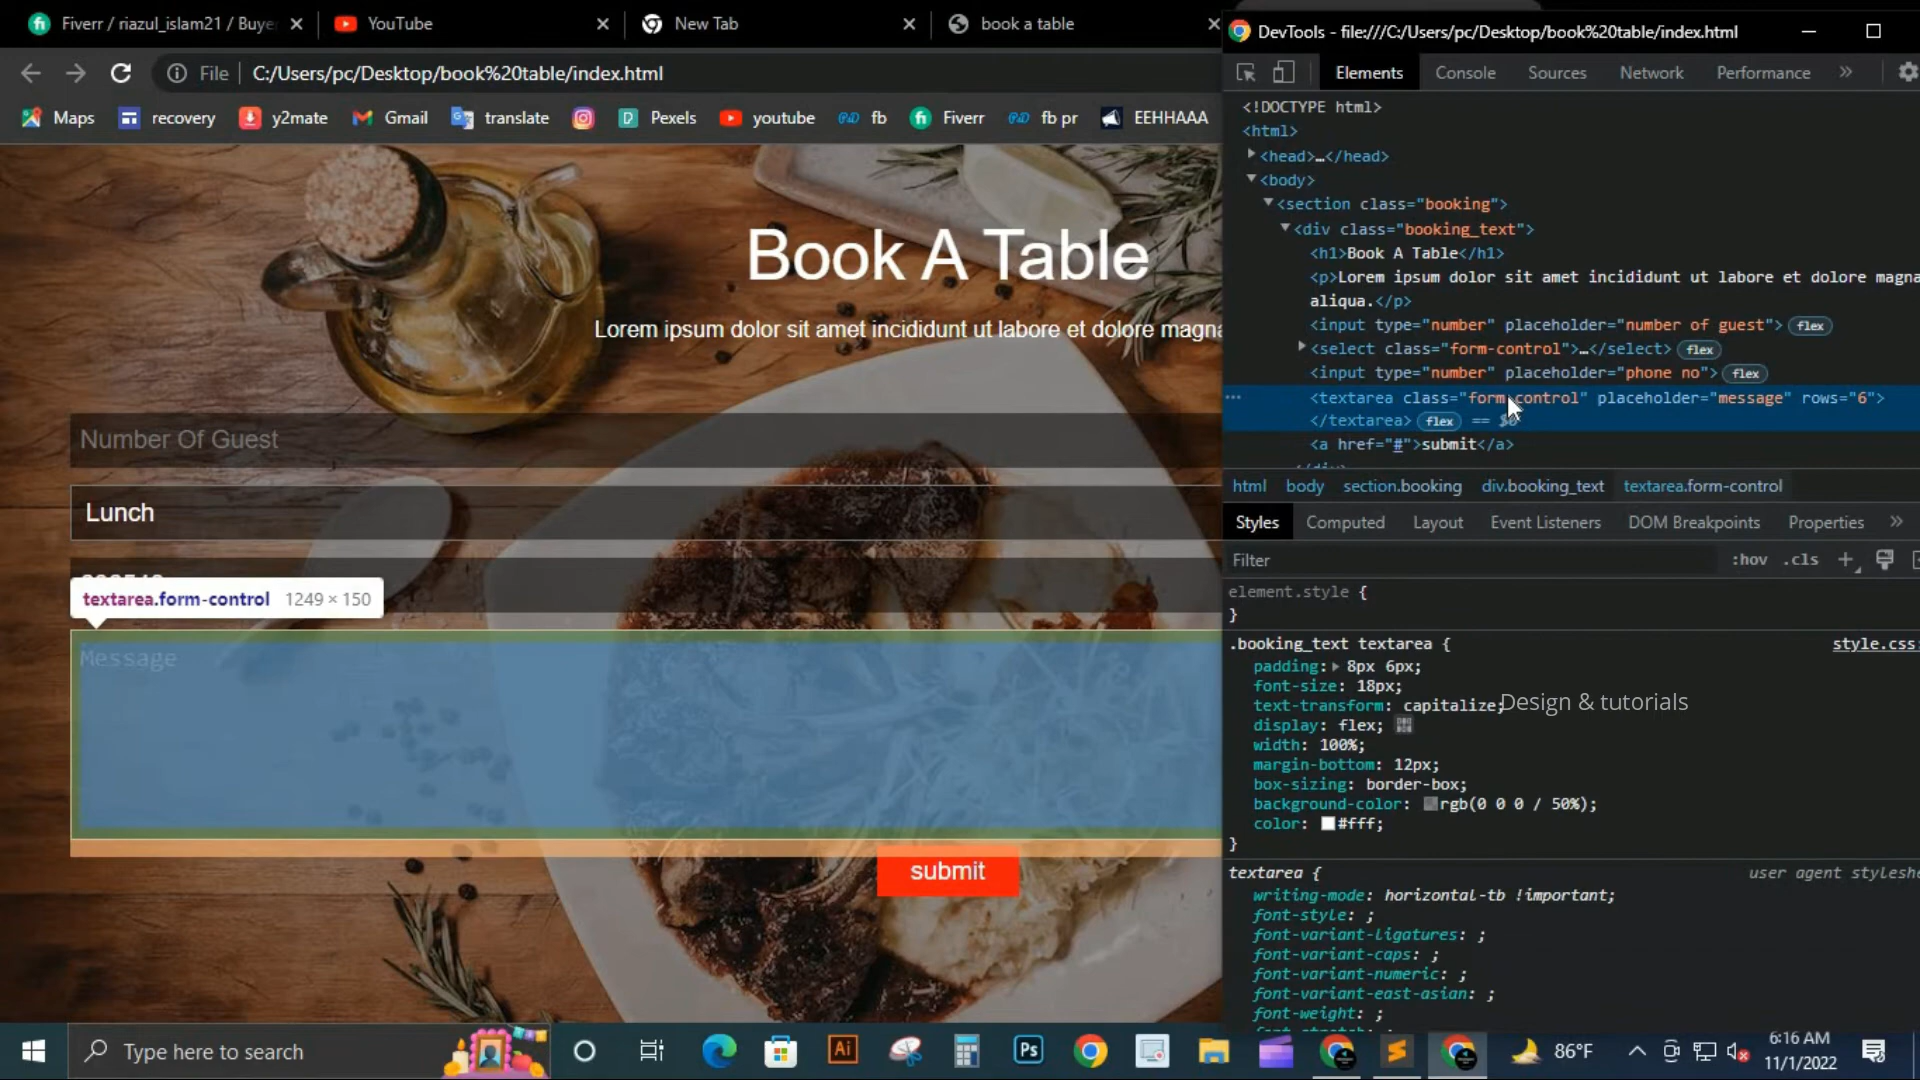 Fiverr / riazul_islam21 / Buye
YouTube
New Tab
book a table
DevTools - file:///C:/Users/pc/Desktop/book%20table/index.html
File
C:/Users/pc/Desktop/book%20table/index.html
Elements
Console
Sources
Network
Performance
»
Maps
recovery
y2mate
Gmail
translate
Pexels
youtube
fb
Fiverr
fb pr
EEHHAAA
Book A Table
Lorem ipsum dolor sit amet incididunt ut labore et dolore magna
Number Of Guest
Lunch
textarea.form-control 1249 × 150
Message
submit
<!DOCTYPE html>
<html>
<head>…</head>
<body>
<section class="booking">
<div class="booking_text">
<h1>Book A Table</h1>
<p>Lorem ipsum dolor sit amet incididunt ut labore et dolore magna
aliqua.</p>
<input type="number" placeholder="number of guest"> flex
<select class="form-control">…</select> flex
<input type="number" placeholder="phone no"> flex
<textarea class="form-control" placeholder="message" rows="6">
</textarea> flex ==
<a href="#">submit</a>
html body section.booking div.booking_text textarea.form-control
Styles Computed Layout Event Listeners DOM Breakpoints Properties »
Filter
:hov .cls +
element.style {
}
.booking_text textarea {
style.css:
padding: 8px 6px;
font-size: 18px;
text-transform: capitalize;
Design & tutorials
display: flex;
width: 100%;
margin-bottom: 12px;
box-sizing: border-box;
background-color: rgb(0 0 0 / 50%);
color: #fff;
}
textarea {
user agent styleshe
writing-mode: horizontal-tb !important;
font-style: ;
font-variant-ligatures: ;
font-variant-caps: ;
font-variant-numeric: ;
font-variant-east-asian: ;
font-weight: ;
Type here to search
Ai
Ps
86°F
6:16 AM
11/1/2022